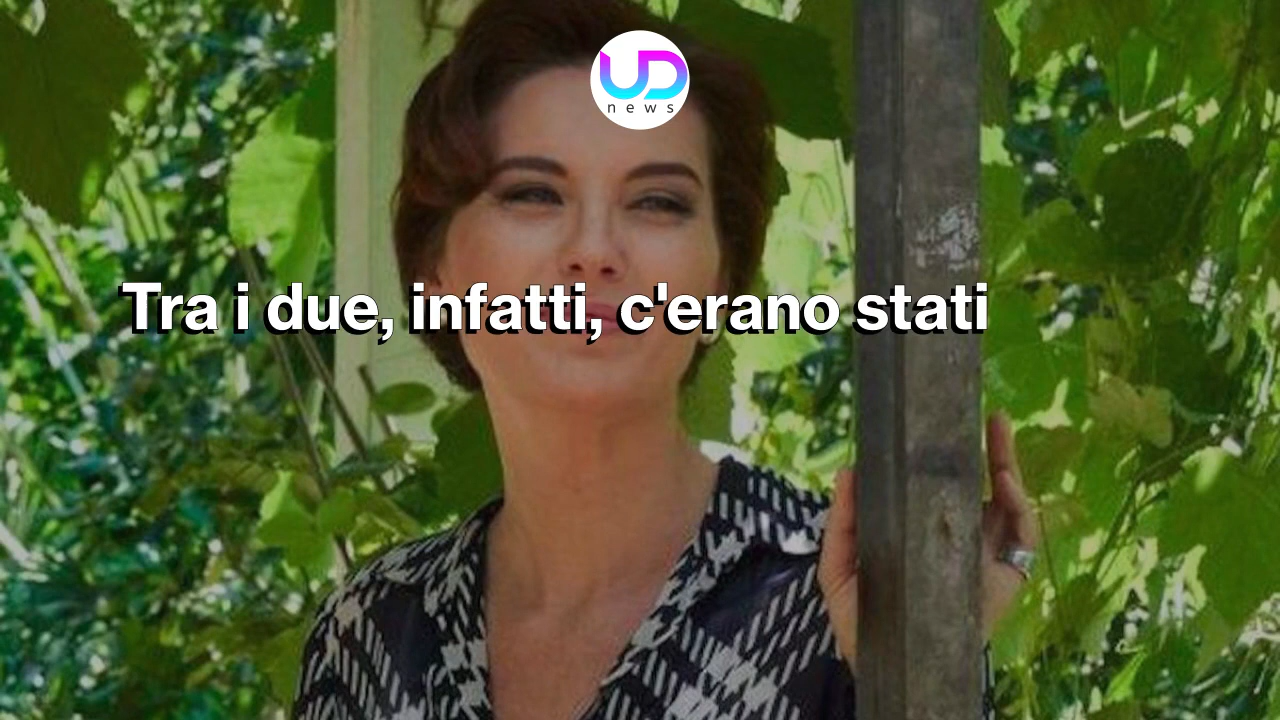 UD
news
Tra i due, infatti, c'erano stati